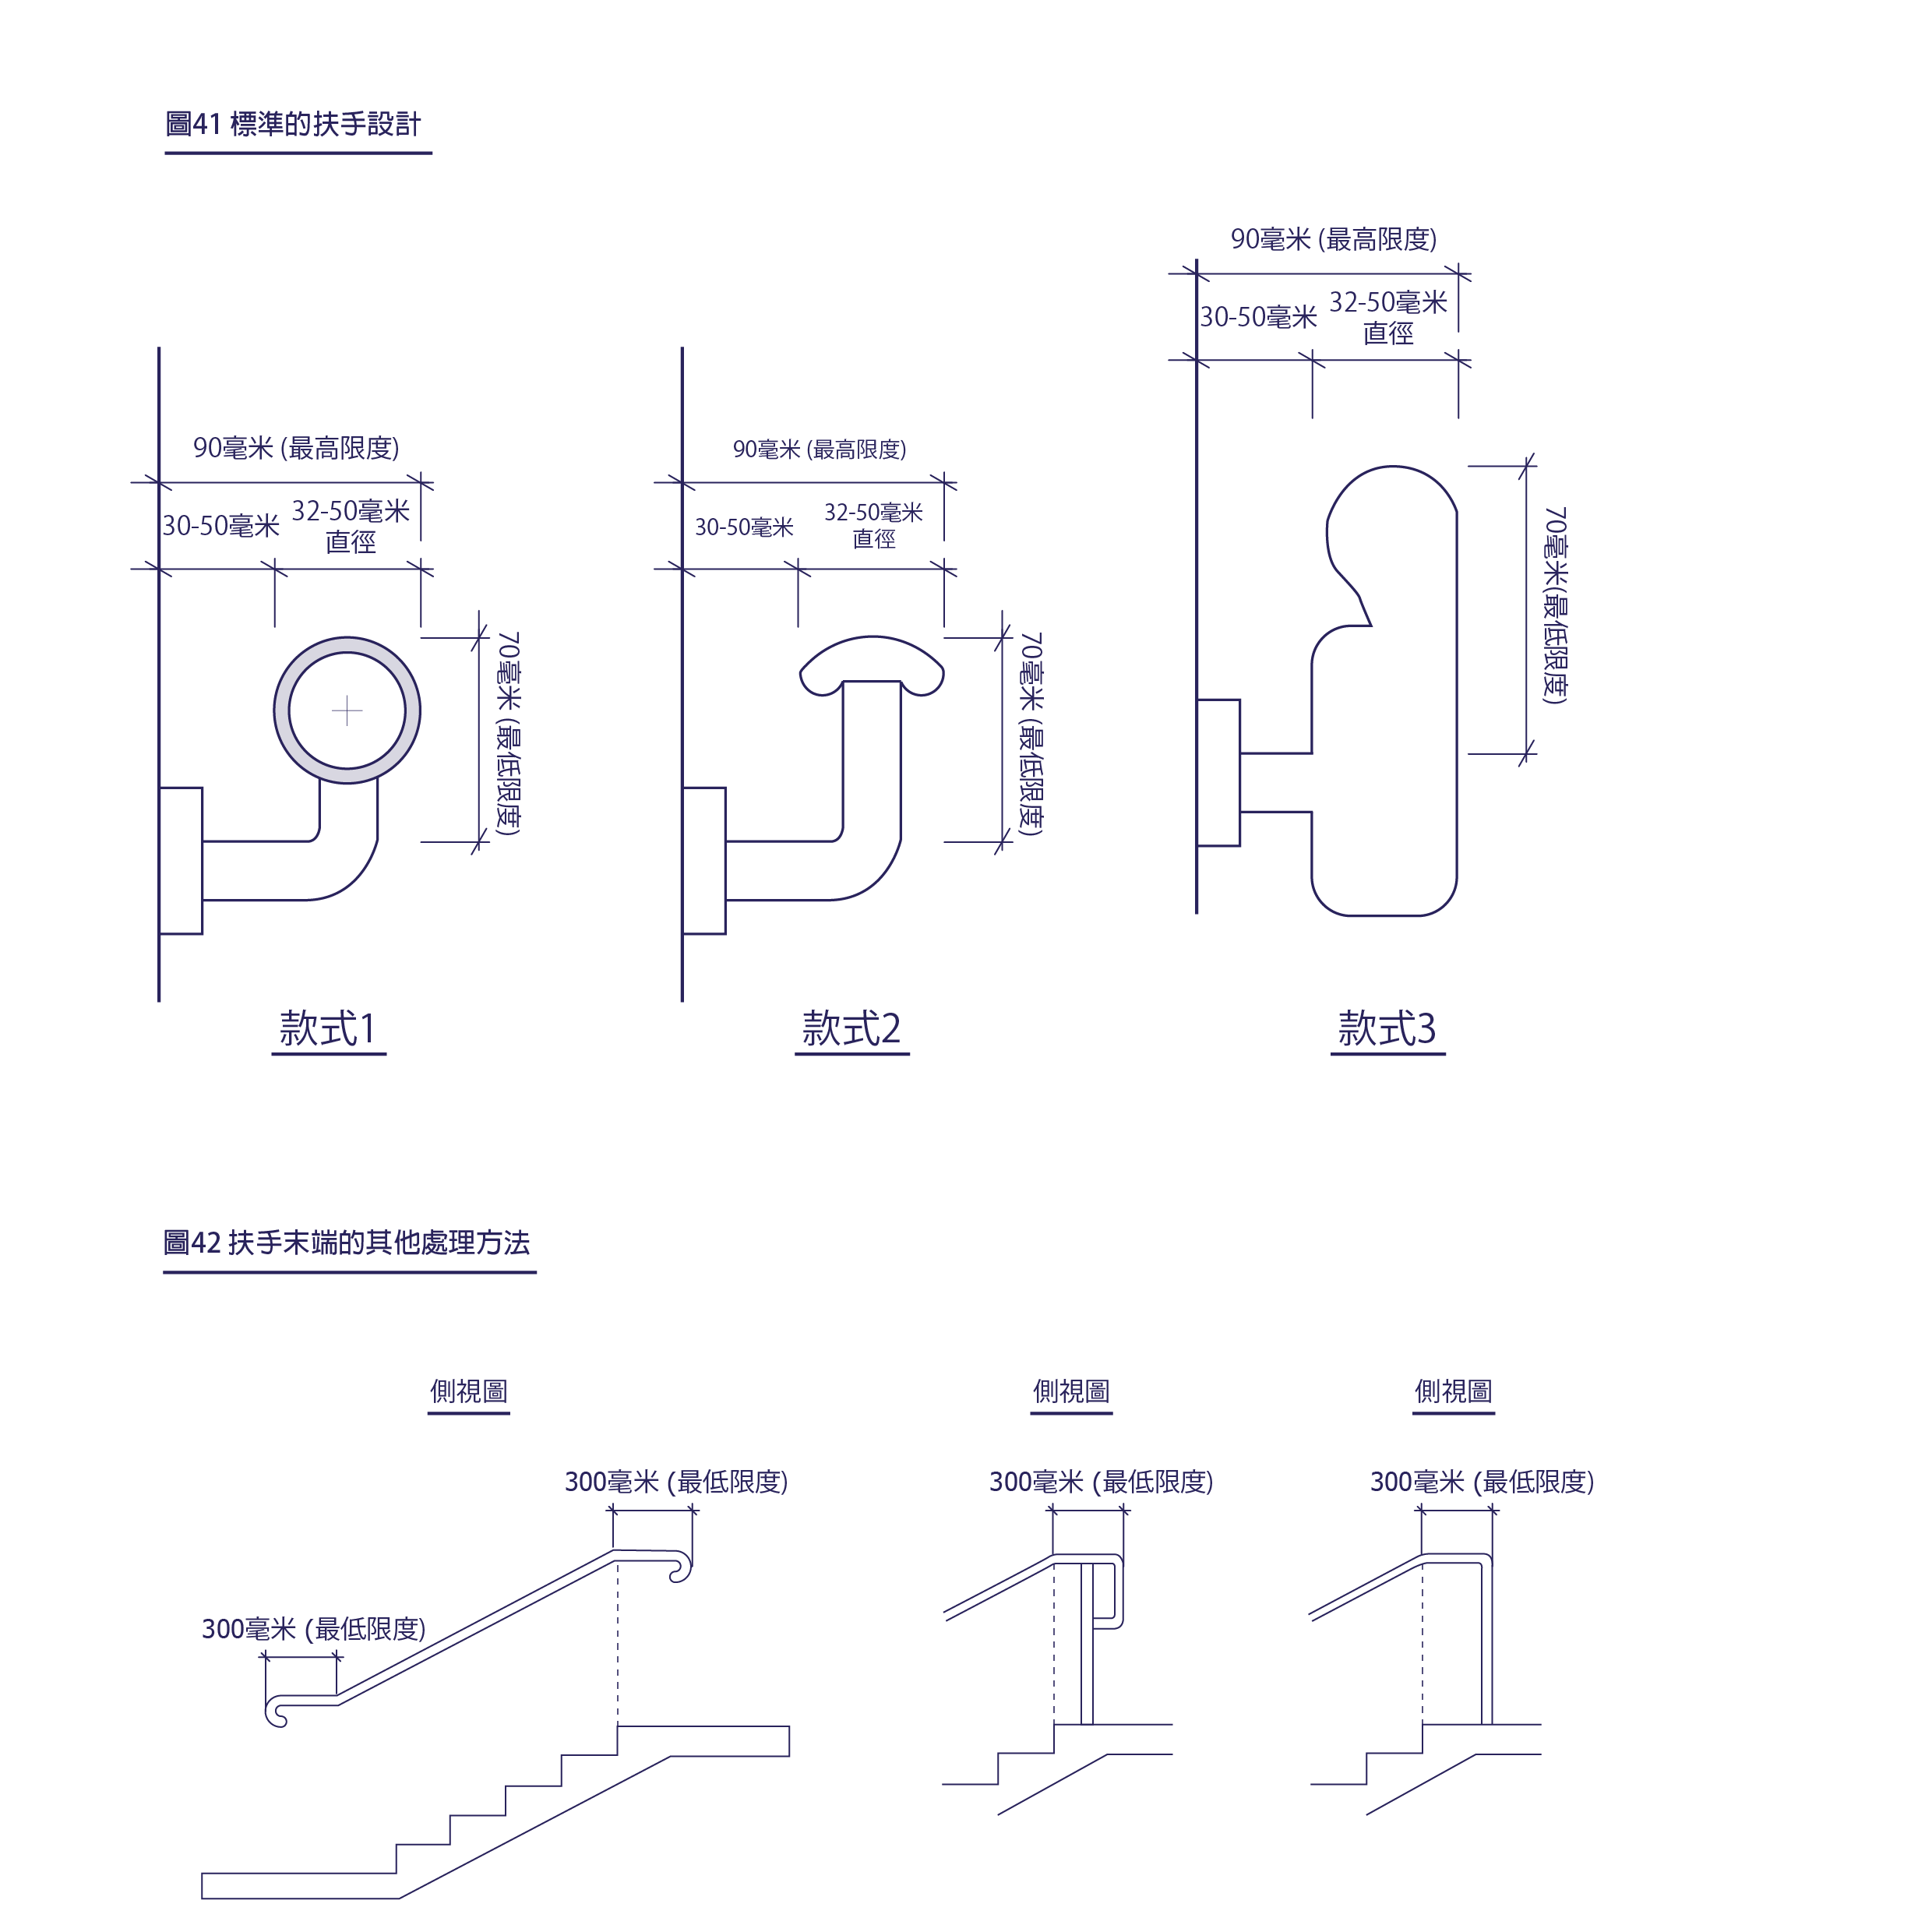 圖41 標準的扶手設計
90毫米 (最高限度)
30-50毫米
32-50毫米
直徑
70毫米 (最低限度)
款式1
90毫米 (最高限度)
30-50毫米
32-50毫米
直徑
70毫米 (最低限度)
款式2
90毫米 (最高限度)
30-50毫米
32-50毫米
直徑
70毫米(最低限度)
款式3
圖42 扶手末端的其他處理方法
側視圖
300毫米 (最低限度)
300毫米 (最低限度)
側視圖
300毫米 (最低限度)
側視圖
300毫米 (最低限度)